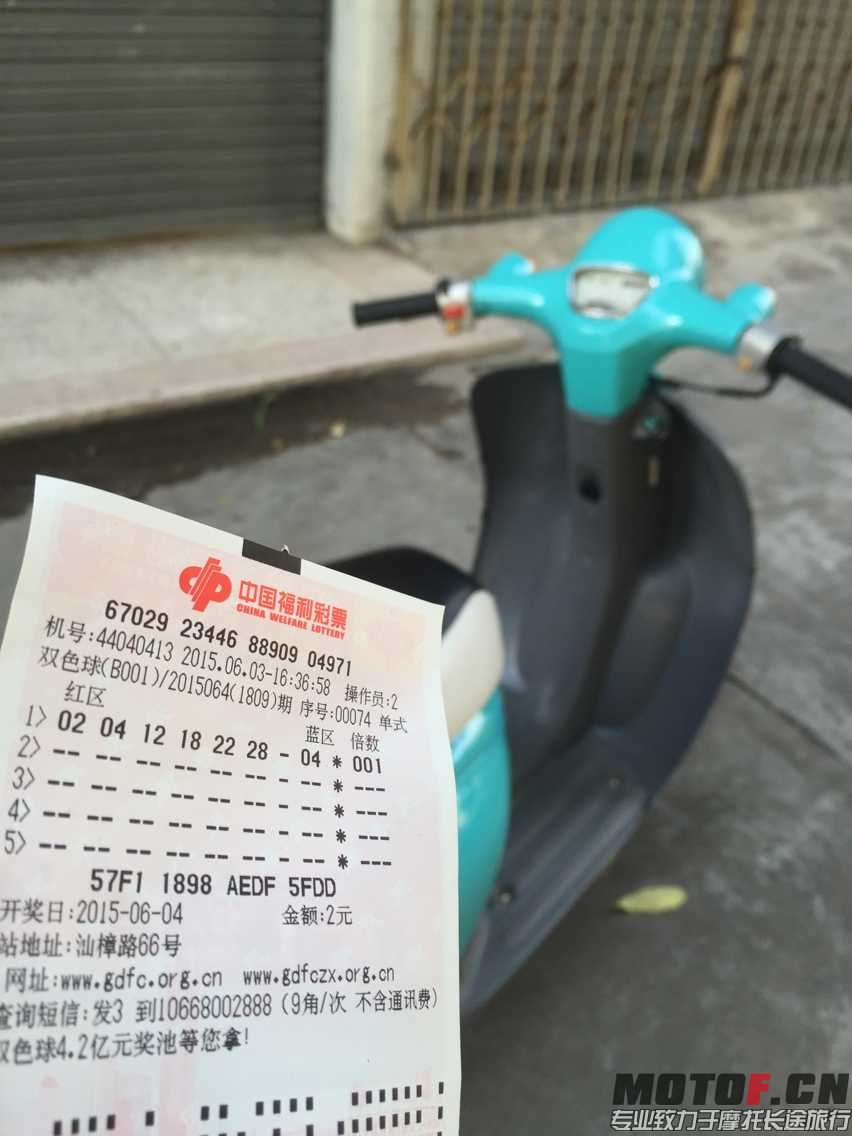 中国福利彩票
CHINA WELFARE LOTTERY
67029 23446 88909 04971
机号:44040413 2015.06.03-16:36:58 操作员:2
双色球(B001)/2015064(1809)期 序号:00074 单式
红区 蓝区 倍数
1> 02 04 12 18 22 28 - 04 * 001
2> -- -- -- -- -- -- - -- * ---
3> -- -- -- -- -- -- - -- * ---
4> -- -- -- -- -- -- - -- * ---
5> -- -- -- -- -- -- - -- * ---
57F1 1898 AEDF 5FDD
开奖日:2015-06-04 金额:2元
站地址:汕樟路66号
网址:www.gdfc.org.cn www.gdfczx.org.cn
查询短信:发3 到10668002888(9角/次 不含通讯费)
双色球4.2亿元奖池等您拿!
MOTOF.CN
专业致力于摩托长途旅行